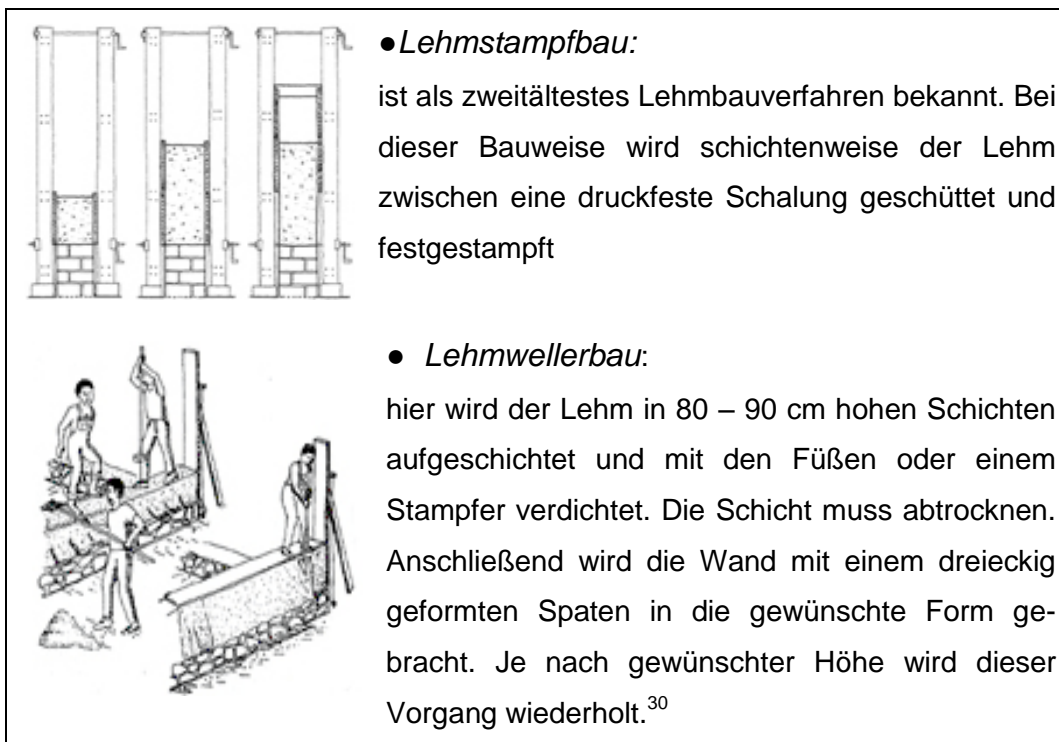 ●Lehmstampfbau:
ist als zweitältestes Lehmbauverfahren bekannt. Bei
dieser Bauweise wird schichtenweise der Lehm
zwischen eine druckfeste Schalung geschüttet und
festgestampft
● Lehmwellerbau:
hier wird der Lehm in 80 – 90 cm hohen Schichten
aufgeschichtet und mit den Füßen oder einem
Stampfer verdichtet. Die Schicht muss abtrocknen.
Anschließend wird die Wand mit einem dreieckig
geformten Spaten in die gewünschte Form ge-
bracht. Je nach gewünschter Höhe wird dieser
Vorgang wiederholt.30